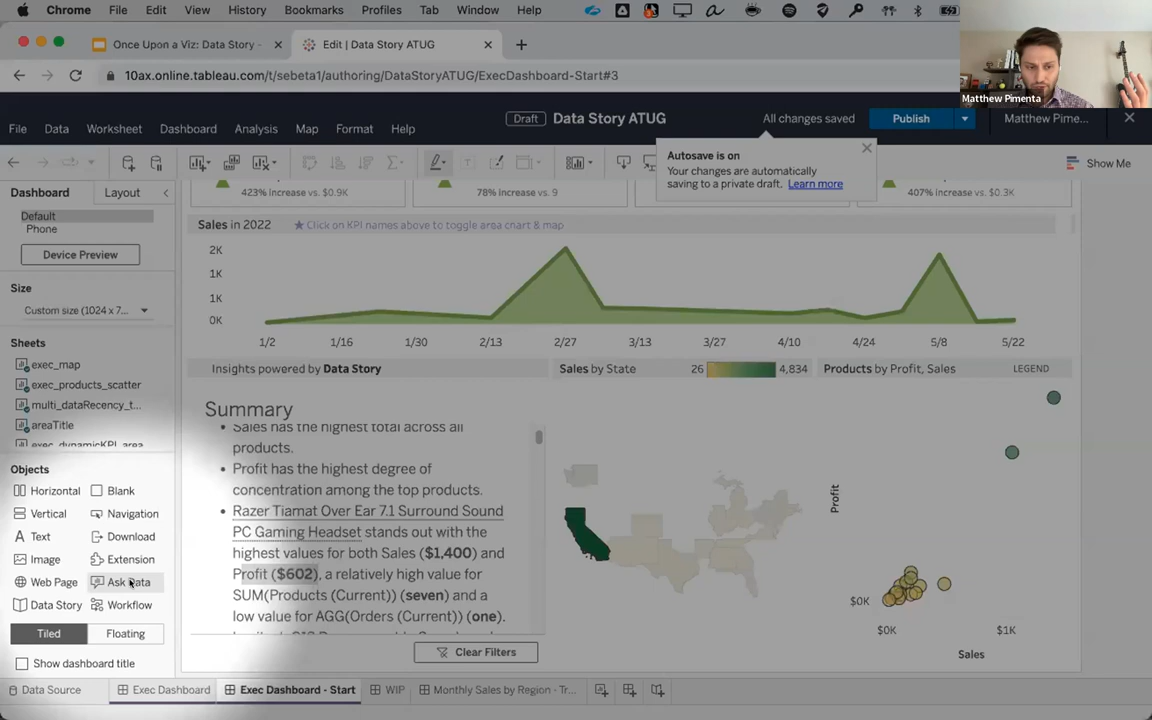 Chrome File Edit View History Bookmarks Profiles Tab Window Help
Once Upon a Viz: Data Story -
Edit | Data Story ATUG
10ax.online.tableau.com/t/sebeta1/authoring/DataStoryATUG/ExecDashboard-Start#3
Matthew Pimenta
Draft Data Story ATUG All changes saved Publish Matthew Pime...
File Data Worksheet Dashboard Analysis Map Format Help
Autosave is on
Your changes are automatically
saving to a private draft. Learn more
Show Me
Dashboard Layout
Default
Phone
Device Preview
Size
Custom size (1024 x 7...
Sheets
exec_map
exec_products_scatter
multi_dataRecency_t...
areaTitle
exec_dynamicKPI_area
Objects
Horizontal Blank
Vertical Navigation
Text Download
Image Extension
Web Page Ask Data
Data Story Workflow
Tiled Floating
Show dashboard title
423% increase vs. $0.9K
78% increase vs. 9
407% increase vs. $0.3K
Sales in 2022 ★ Click on KPI names above to toggle area chart & map
2K
1K
1K
0K
1/2 1/16 1/30 2/13 2/27 3/13 3/27 4/10 4/24 5/8 5/22
Insights powered by Data Story
Sales by State 26 4,834
Products by Profit, Sales LEGEND
Summary
Sales has the highest total across all
products.
Profit has the highest degree of
concentration among the top products.
Razer Tiamat Over Ear 7.1 Surround Sound
PC Gaming Headset stands out with the
highest values for both Sales ($1,400) and
Profit ($602), a relatively high value for
SUM(Products (Current)) (seven) and a
low value for AGG(Orders (Current)) (one).
Profit
$0K
$0K $1K
Sales
Clear Filters
Data Source Exec Dashboard Exec Dashboard - Start WIP Monthly Sales by Region - Tr...